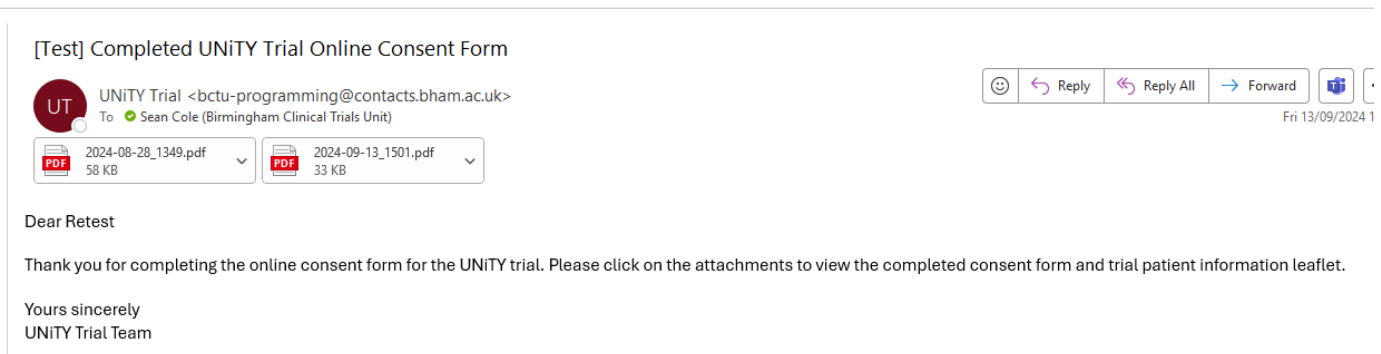 [Test] Completed UNiTY Trial Online Consent Form
UT
UNiTY Trial <bctu-programming@contacts.bham.ac.uk>
To Sean Cole (Birmingham Clinical Trials Unit)
Reply
Reply All
Forward
Fri 13/09/2024 1
PDF
2024-08-28_1349.pdf
58 KB
PDF
2024-09-13_1501.pdf
33 KB
Dear Retest
Thank you for completing the online consent form for the UNiTY trial. Please click on the attachments to view the completed consent form and trial patient information leaflet.
Yours sincerely
UNiTY Trial Team